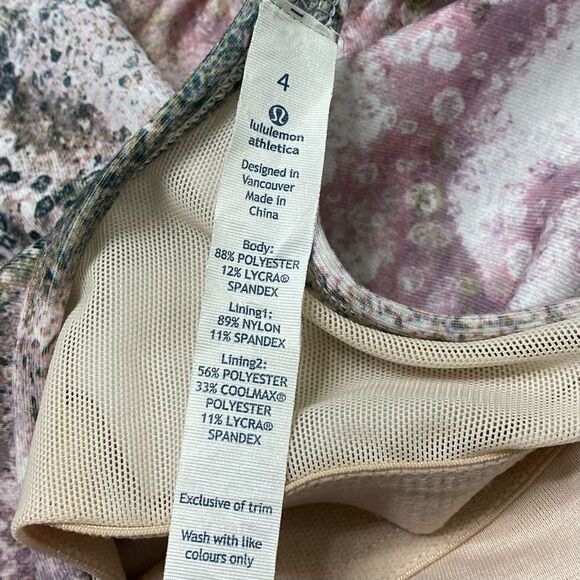 4
lululemon
athletica
Designed in
Vancouver
Made in
China
Body:
88% POLYESTER
12% LYCRA®
SPANDEX
Lining1:
89% NYLON
11% SPANDEX
Lining2:
56% POLYESTER
33% COOLMAX®
POLYESTER
11% LYCRA®
SPANDEX
Exclusive of trim
Wash with like
colours only